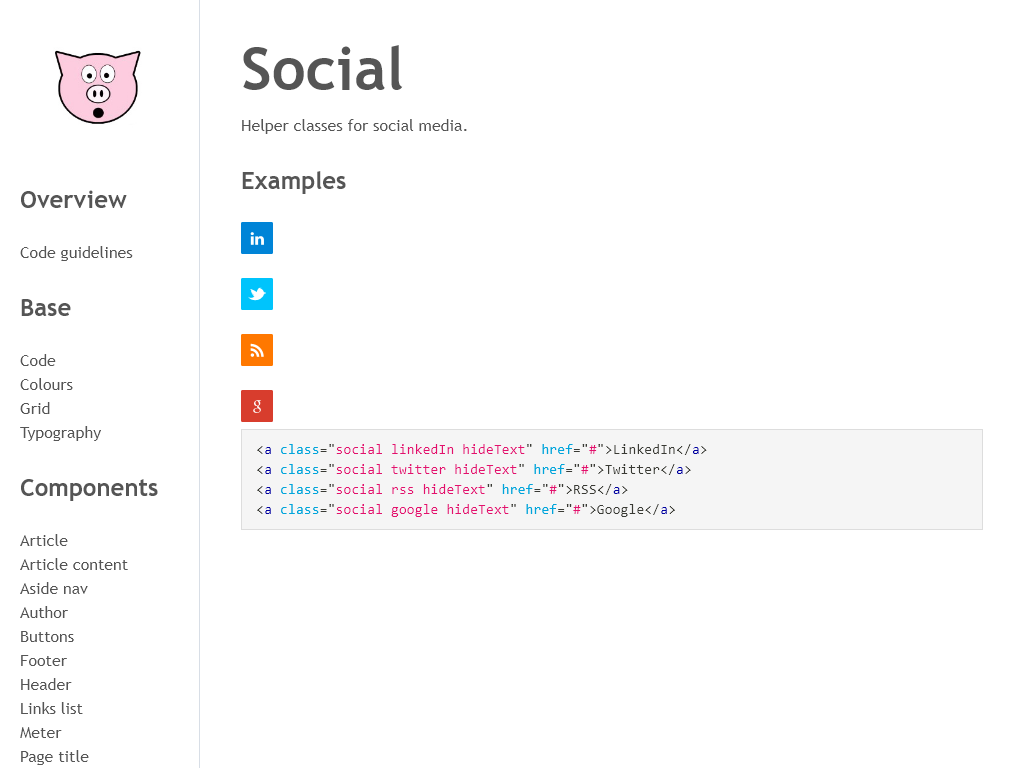 Overview
Code guidelines
Base
Code
Colours
Grid
Typography
Components
Article
Article content
Aside nav
Author
Buttons
Footer
Header
Links list
Meter
Page title
Social
Helper classes for social media.
Examples
in
g
<a class="social linkedIn hideText" href="#">LinkedIn</a>
<a class="social twitter hideText" href="#">Twitter</a>
<a class="social rss hideText" href="#">RSS</a>
<a class="social google hideText" href="#">Google</a>